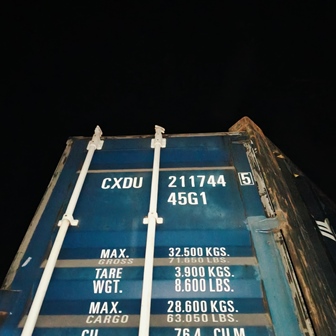 CXDU 211744 5
45G1
MAX. 32.500 KGS.
GROSS 71.650 LBS.
TARE 3.900 KGS.
WGT. 8.600 LBS.
MAX. 28.600 KGS.
CARGO 63.050 LBS.
CU. 76.4 CU.M.